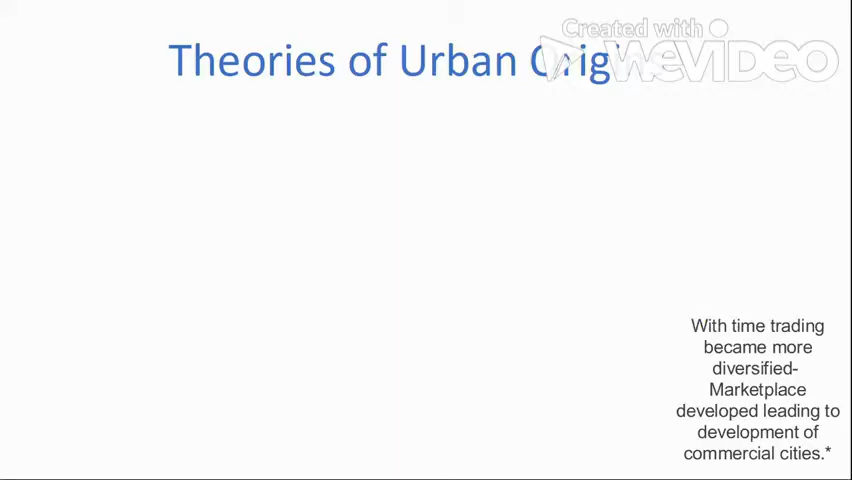 Created with
WEVIDEO
Theories of Urban Origins
With time trading
became more
diversified-
Marketplace
developed leading to
development of
commercial cities.*